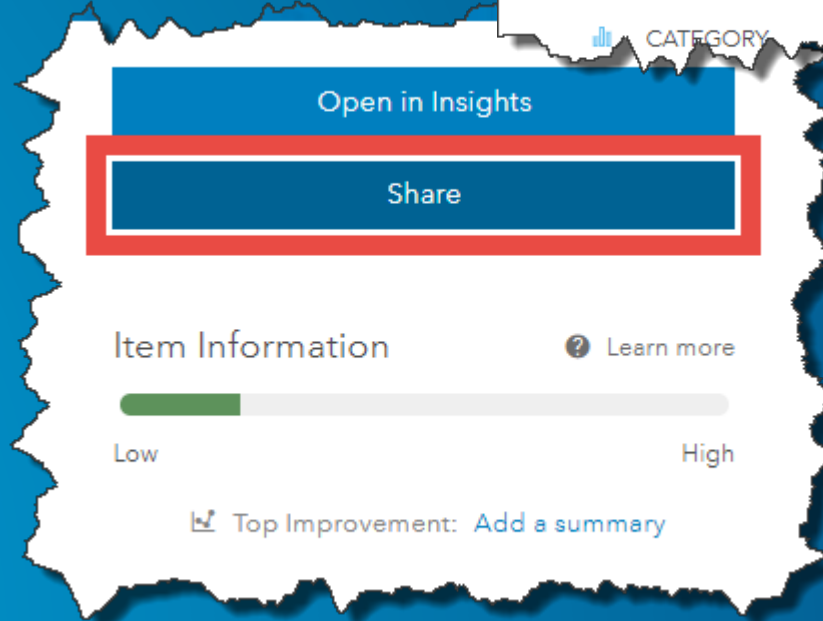 CATEGORY
Open in Insights
Share
Item Information
Learn more
Low
High
Top Improvement: Add a summary